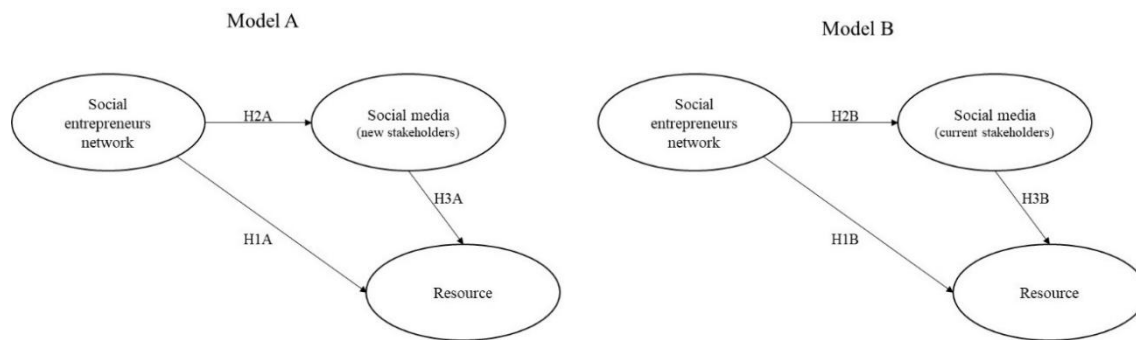 Model A
Social
entrepreneurs
network
H2A
Social media
(new stakeholders)
H3A
H1A
Resource
Model B
Social
entrepreneurs
network
H2B
Social media
(current stakeholders)
H3B
H1B
Resource